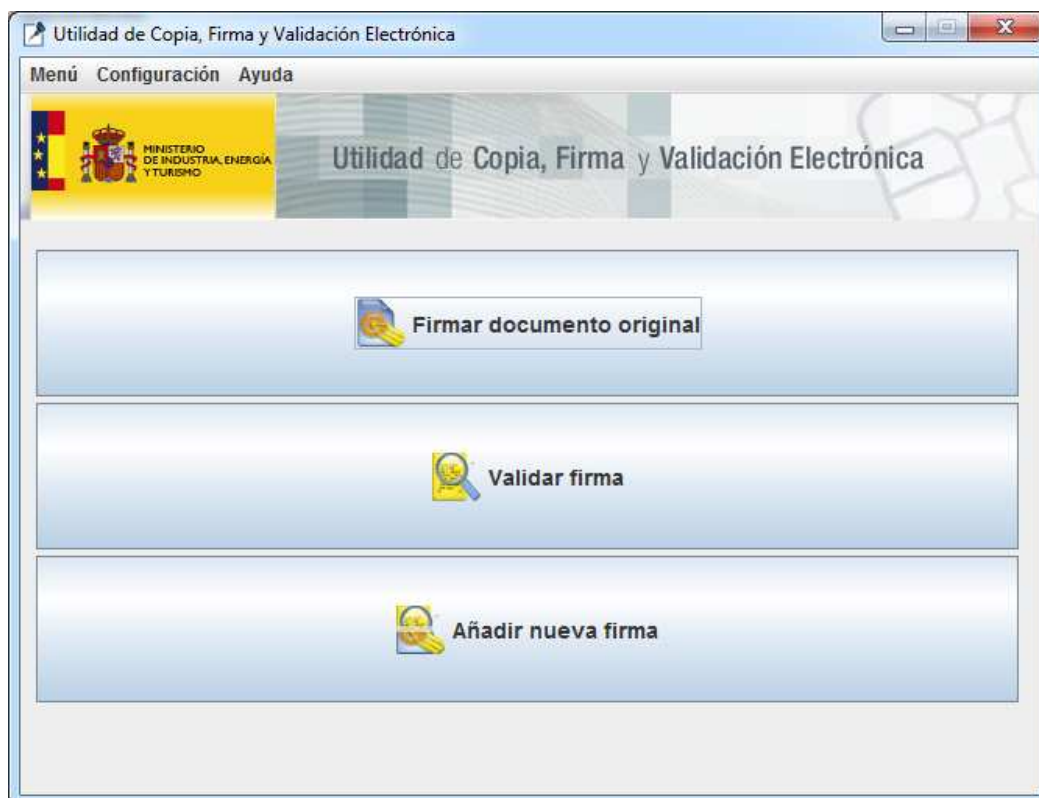 Utilidad de Copia, Firma y Validación Electrónica
Menú Configuración Ayuda
MINISTERIO
DE INDUSTRIA, ENERGÍA
Y TURISMO
Utilidad de Copia, Firma y Validación Electrónica
Firmar documento original
Validar firma
Añadir nueva firma